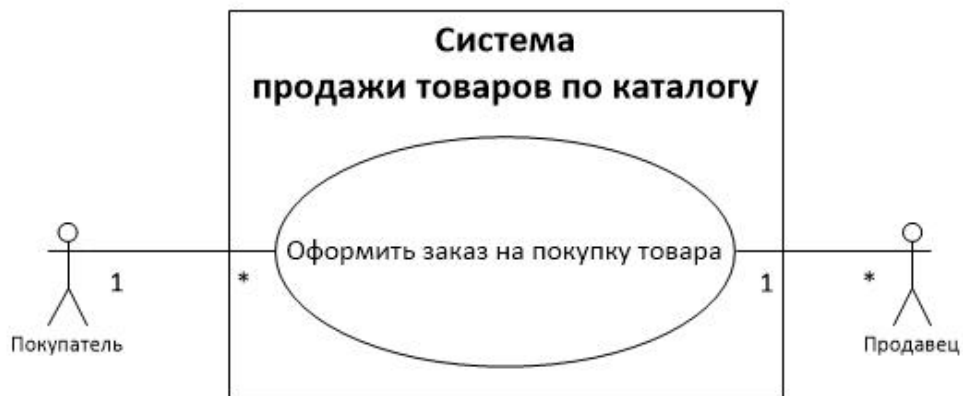 Система
продажи товаров по каталогу
Оформить заказ на покупку товара
1
*
1
*
Покупатель
Продавец